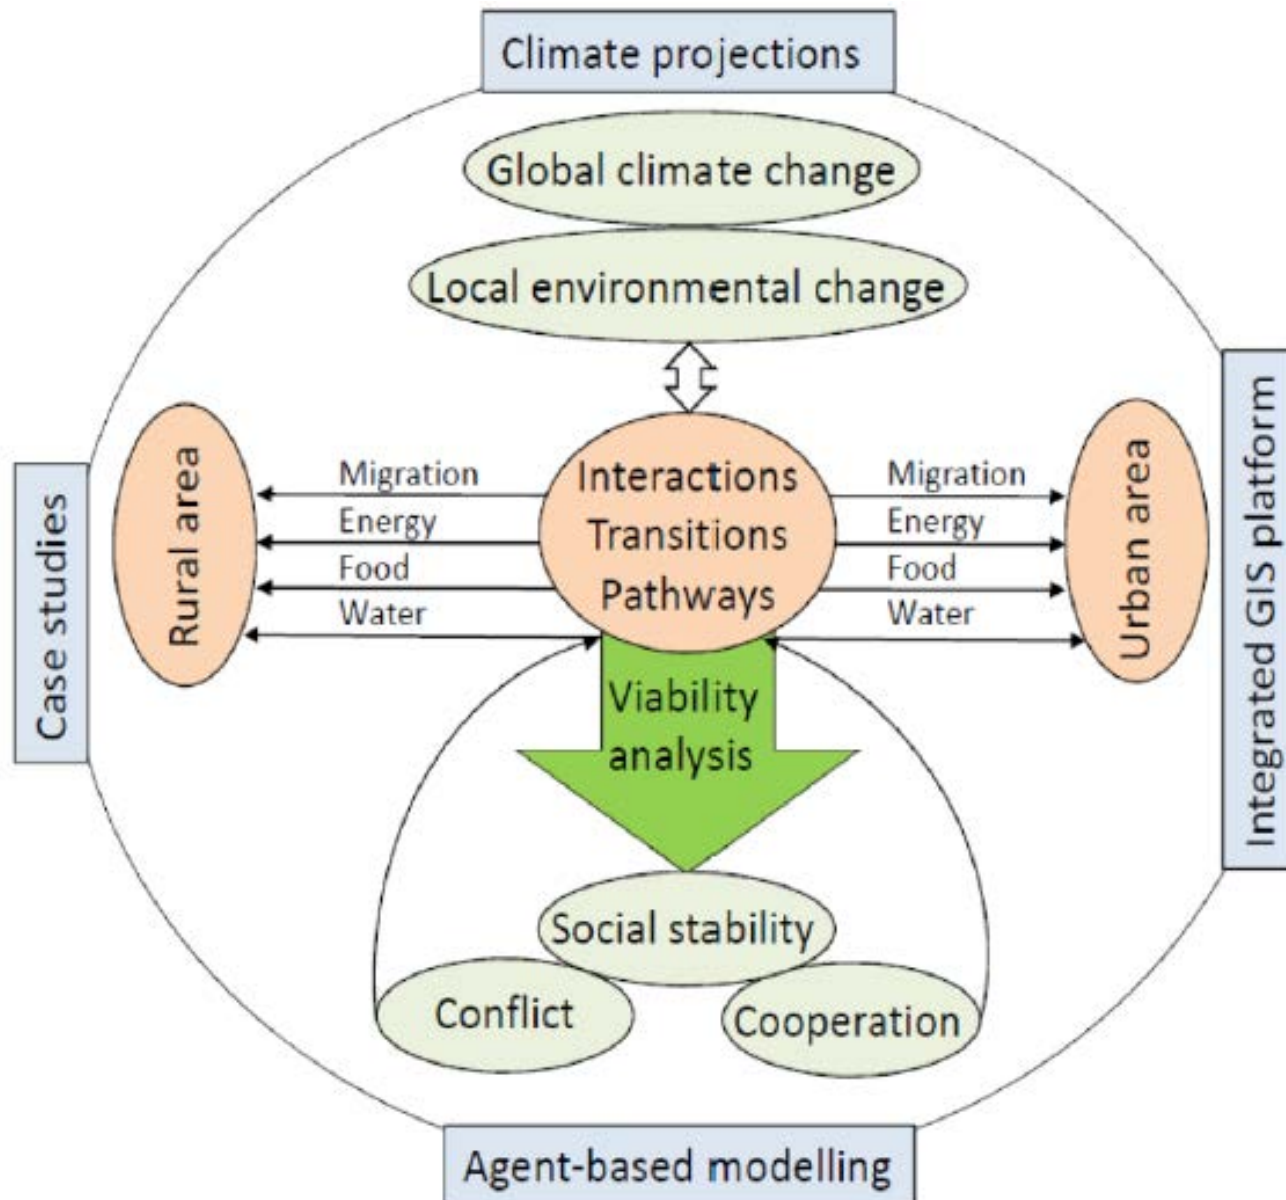 Climate projections
Global climate change
Local environmental change
Case studies
Rural area
Migration
Energy
Food
Water
Interactions
Transitions
Pathways
Migration
Energy
Food
Water
Urban area
Integrated GIS platform
Viability
analysis
Social stability
Conflict
Cooperation
Agent-based modelling